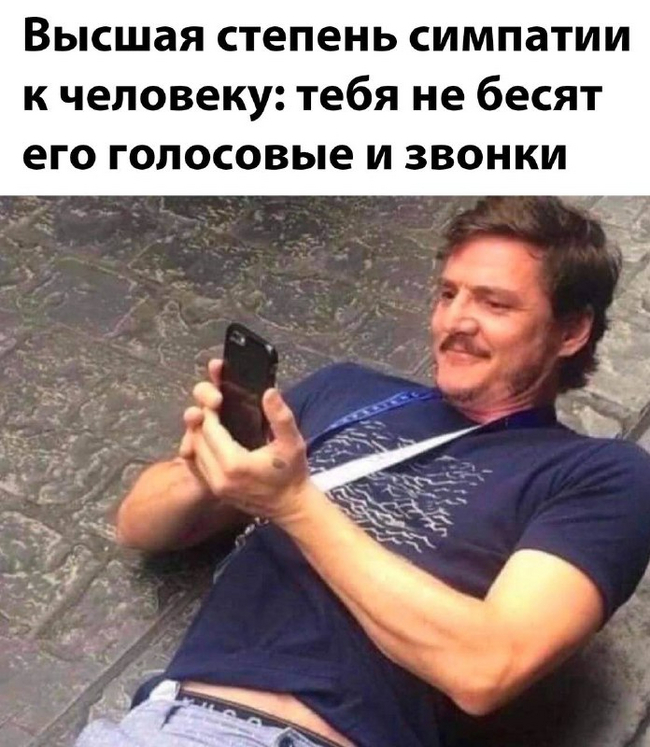 Высшая степень симпатии
к человеку: тебя не бесят
его голосовые и звонки